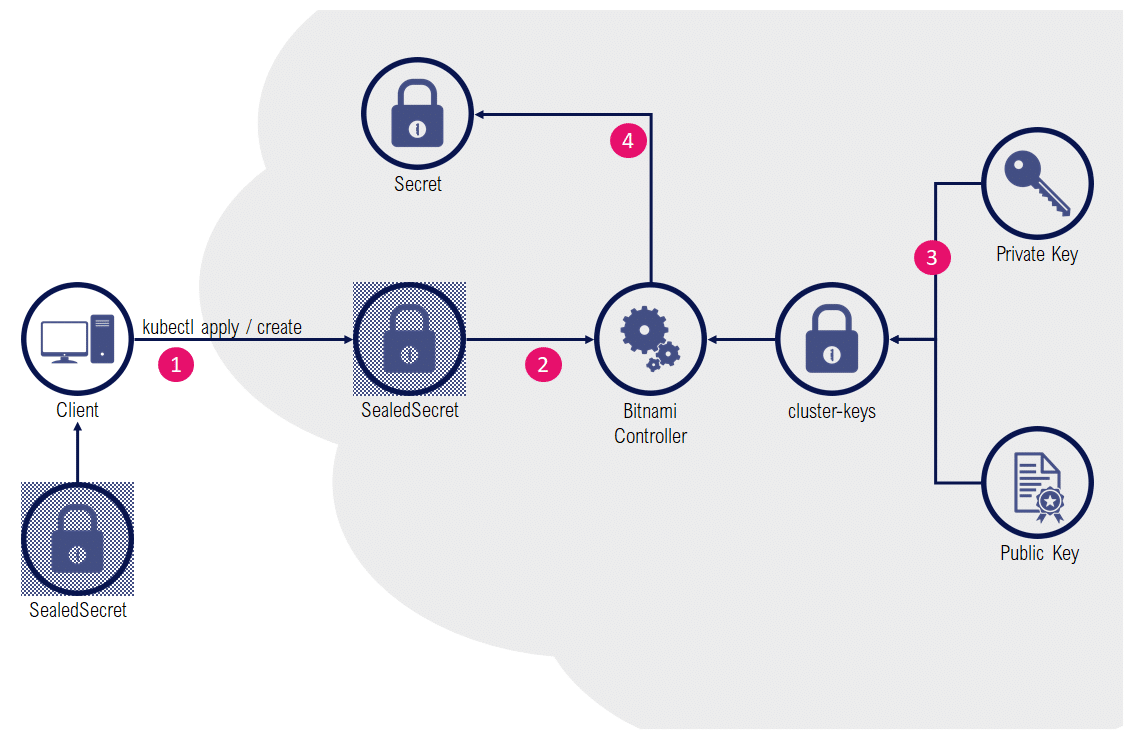 4
Secret
Private Key
3
kubectl apply / create
1
2
Client
SealedSecret
Bitnami
Controller
cluster-keys
Public Key
SealedSecret